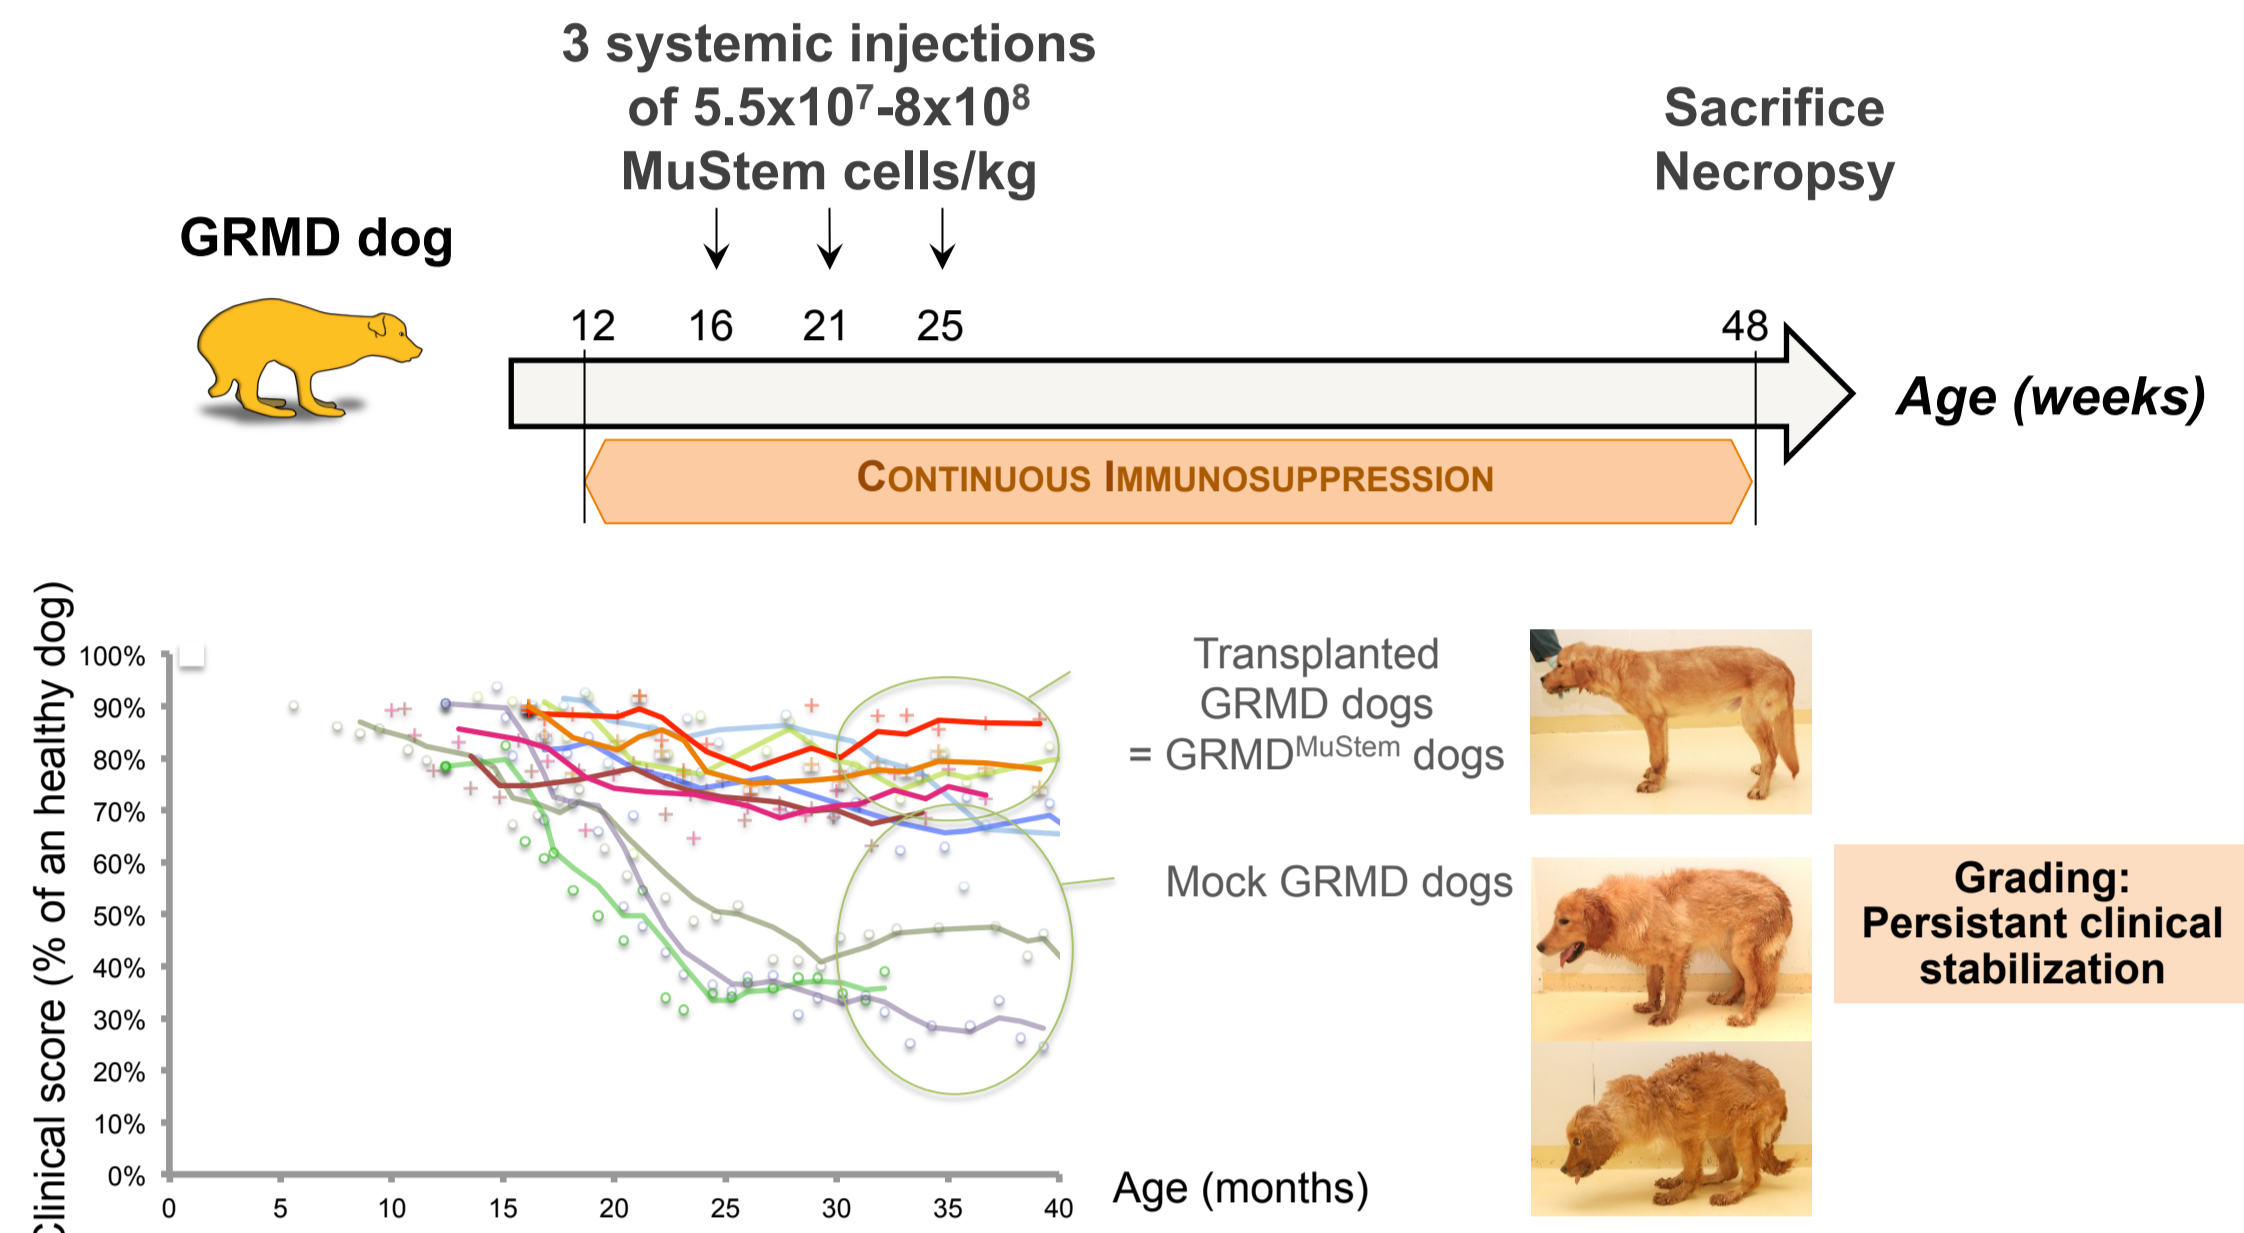 3 systemic injections
of 5.5x10⁷-8x10⁸
MuStem cells/kg
Sacrifice
Necropsy
GRMD dog
12 16 21 25 48
Age (weeks)
CONTINUOUS IMMUNOSUPPRESSION
Clinical score (% of an healthy dog)
100%
90%
80%
70%
60%
50%
40%
30%
20%
10%
0%
0 5 10 15 20 25 30 35 40
Age (months)
Transplanted
GRMD dogs
= GRMDᴹᵘˢᵗᵉᵐ dogs
Mock GRMD dogs
Grading:
Persistant clinical
stabilization